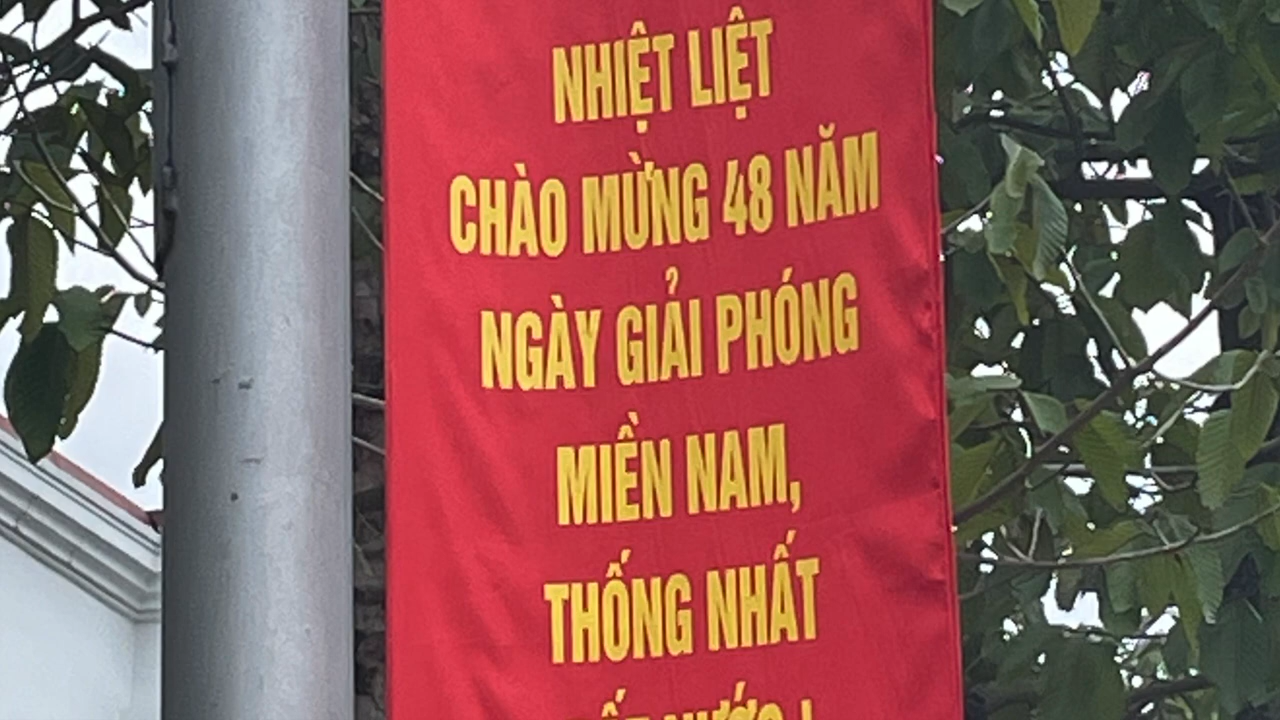 NHIỆT LIỆT
CHÀO MỪNG 48 NĂM
NGÀY GIẢI PHÓNG
MIỀN NAM,
THỐNG NHẤT